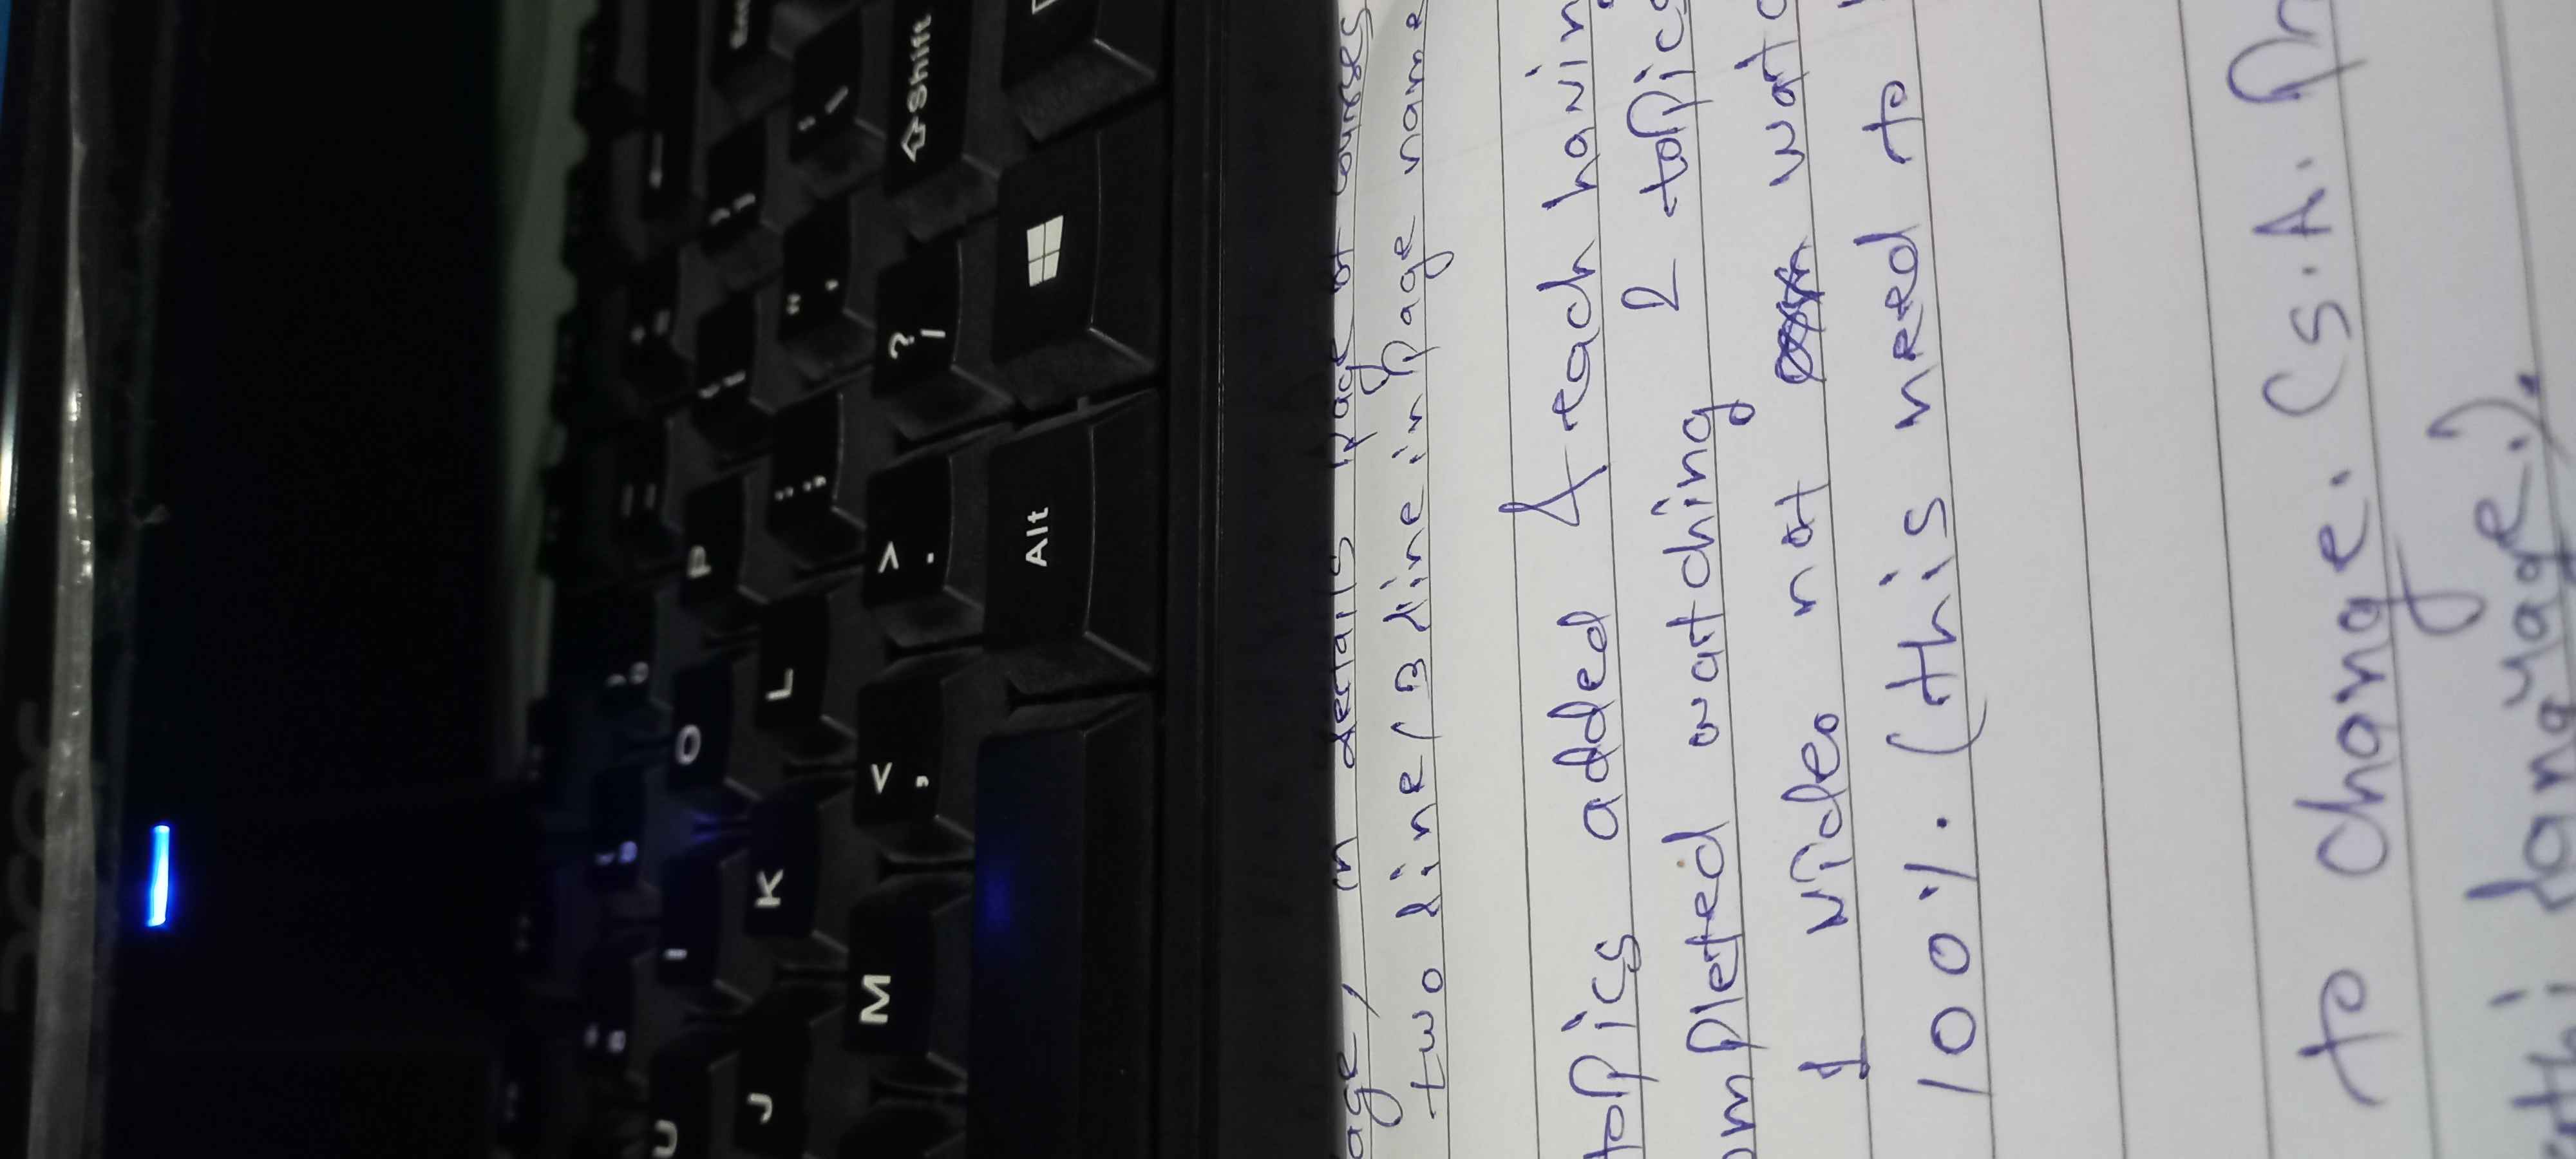 acer
U I O P
J K L ; : " '
M < , > . ? / Shift
Alt
age, in details page of courses
two line / 3 line in Page name
topics added & each havin
ompleted watching 2 topics
1 video not watc
100%. (this need to
to change. (S.A. Pr
athi language.).